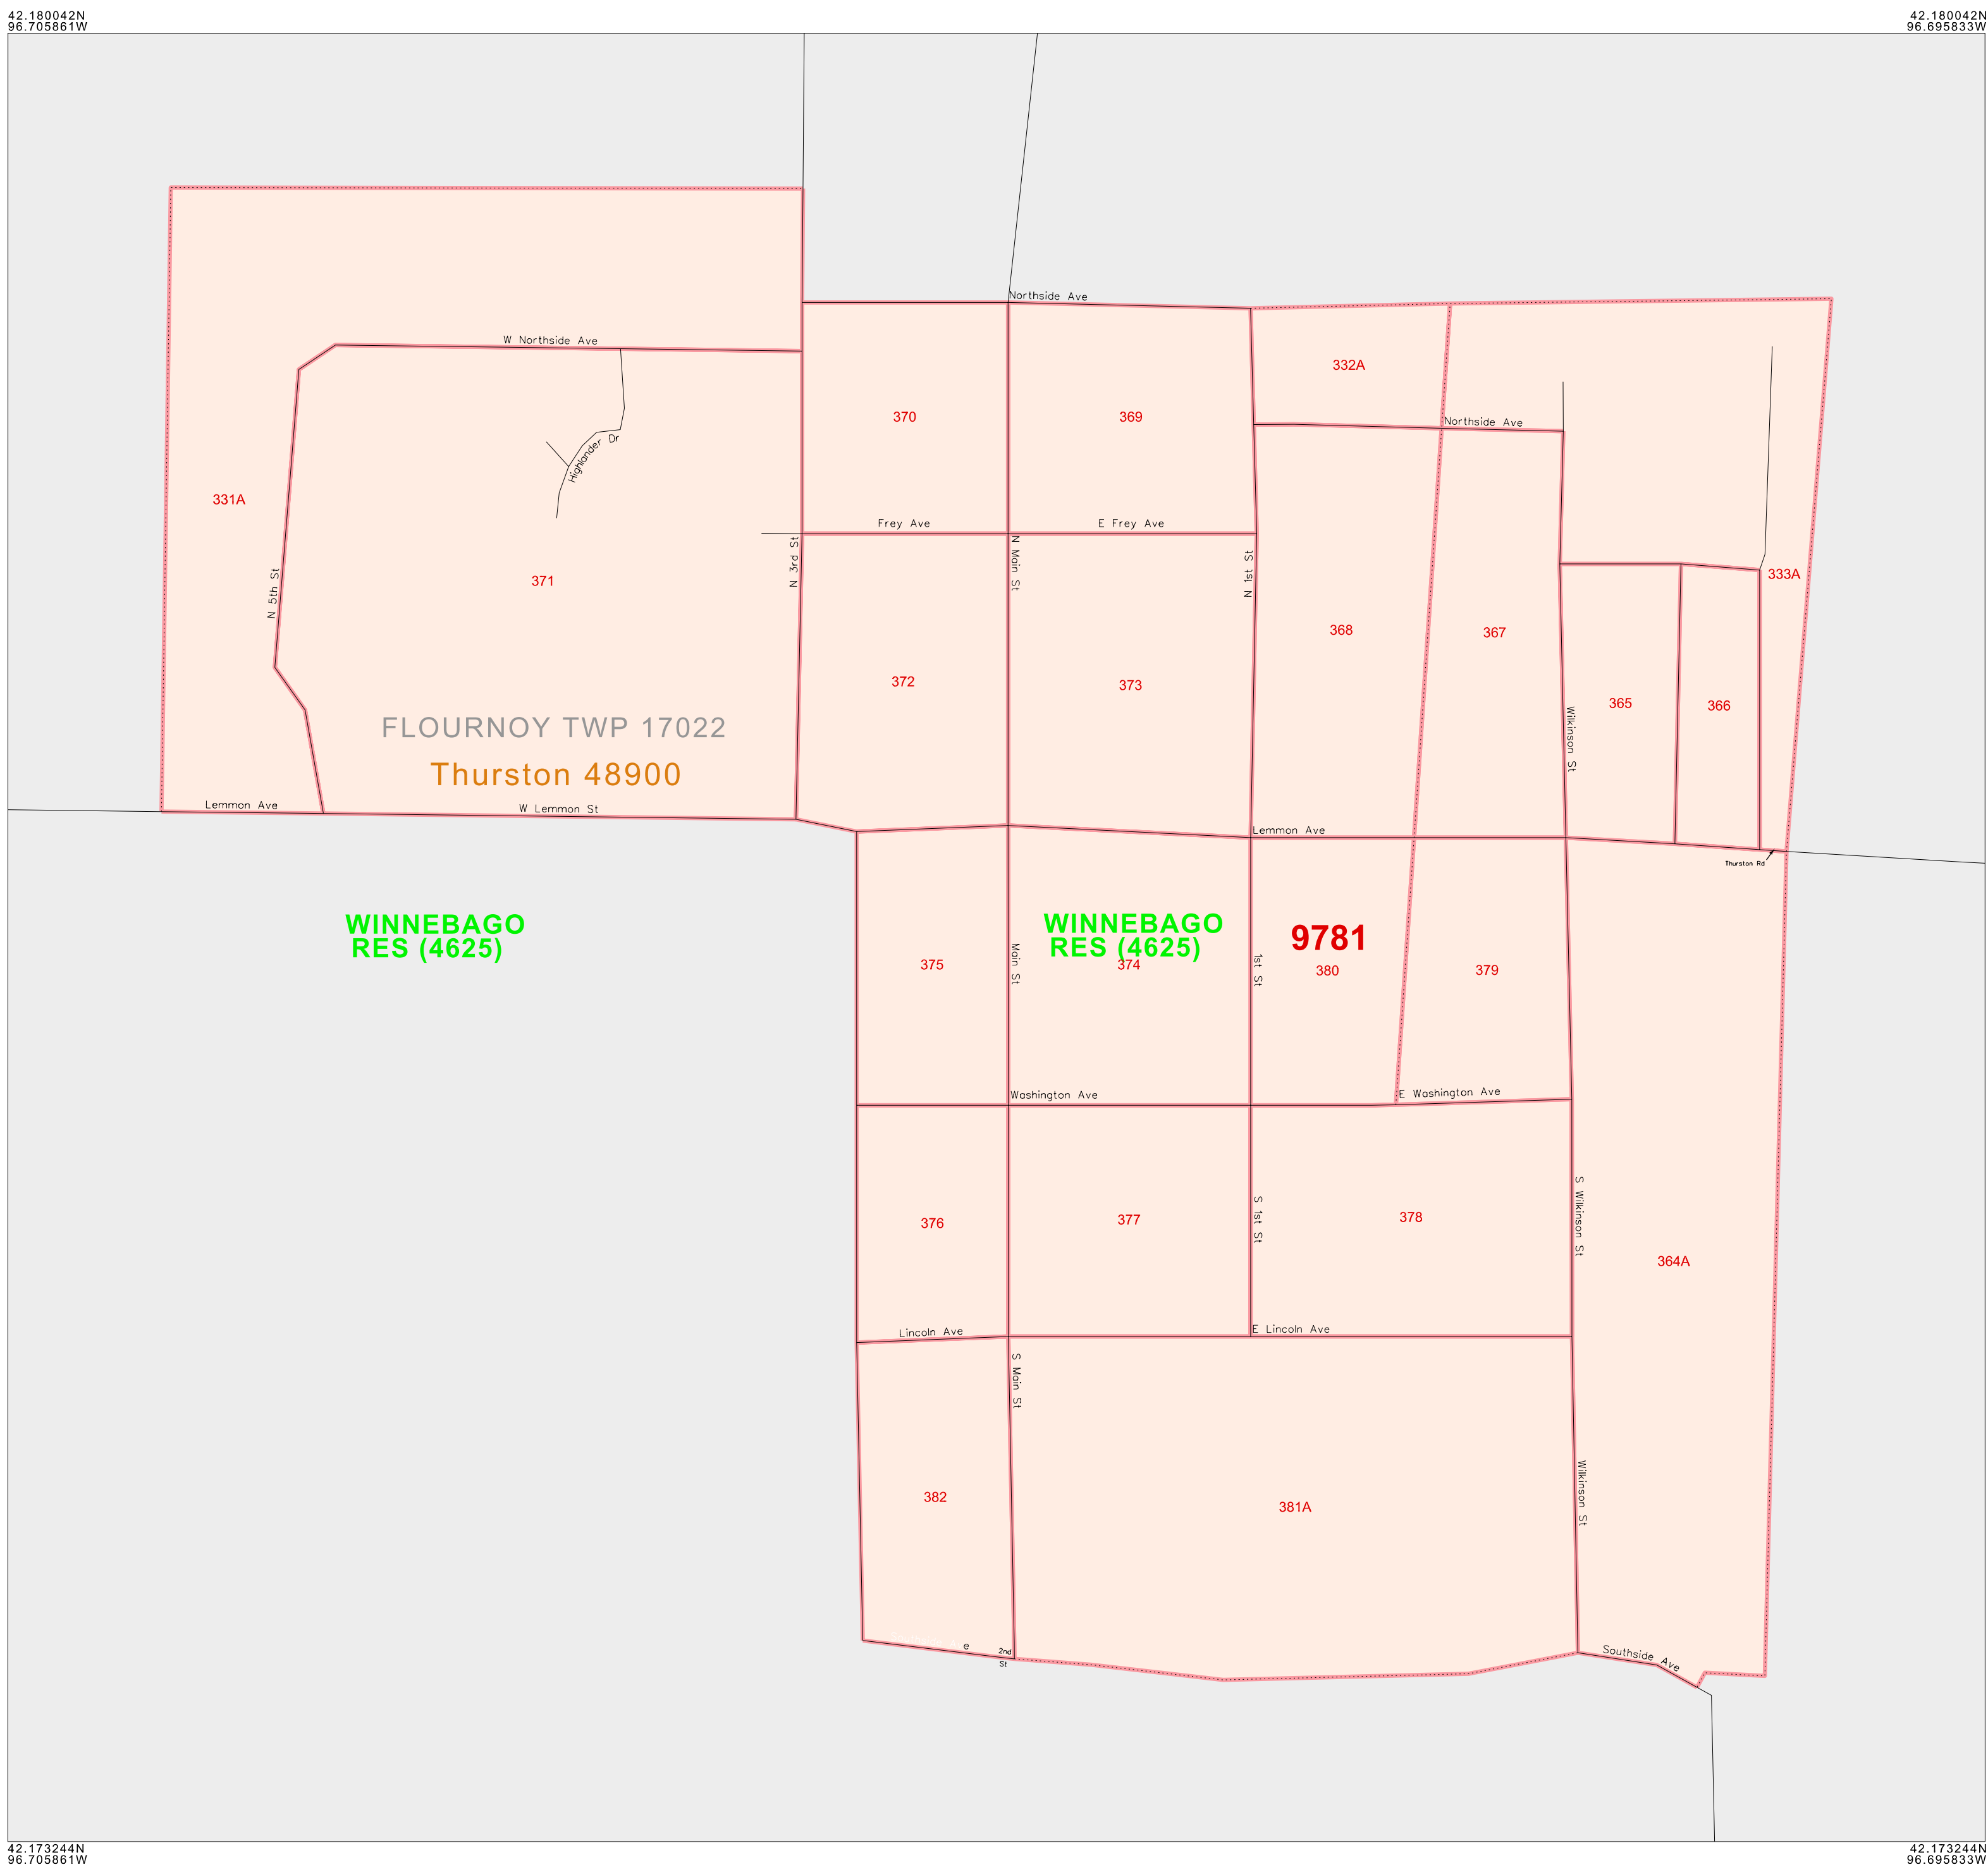 42.180042N
96.705861W
42.180042N
96.695833W
Northside Ave
W Northside Ave
332A
370
369
Northside Ave
Highlander Dr
331A
Frey Ave
E Frey Ave
N 3rd St
N Main St
N 1st St
N 5th St
371
333A
368
367
372
373
365
366
Wilkinson St
FLOURNOY TWP 17022
Thurston 48900
Lemmon Ave
W Lemmon St
Lemmon Ave
Thurston Rd
WINNEBAGO
RES (4625)
WINNEBAGO
RES (4625)
9781
375
Main St
374
1st St
380
379
Washington Ave
E Washington Ave
376
377
S 1st St
378
S Wilkinson St
364A
Lincoln Ave
E Lincoln Ave
S Main St
382
381A
Wilkinson St
e
2nd
St
Southside Ave
42.173244N
96.705861W
42.173244N
96.695833W